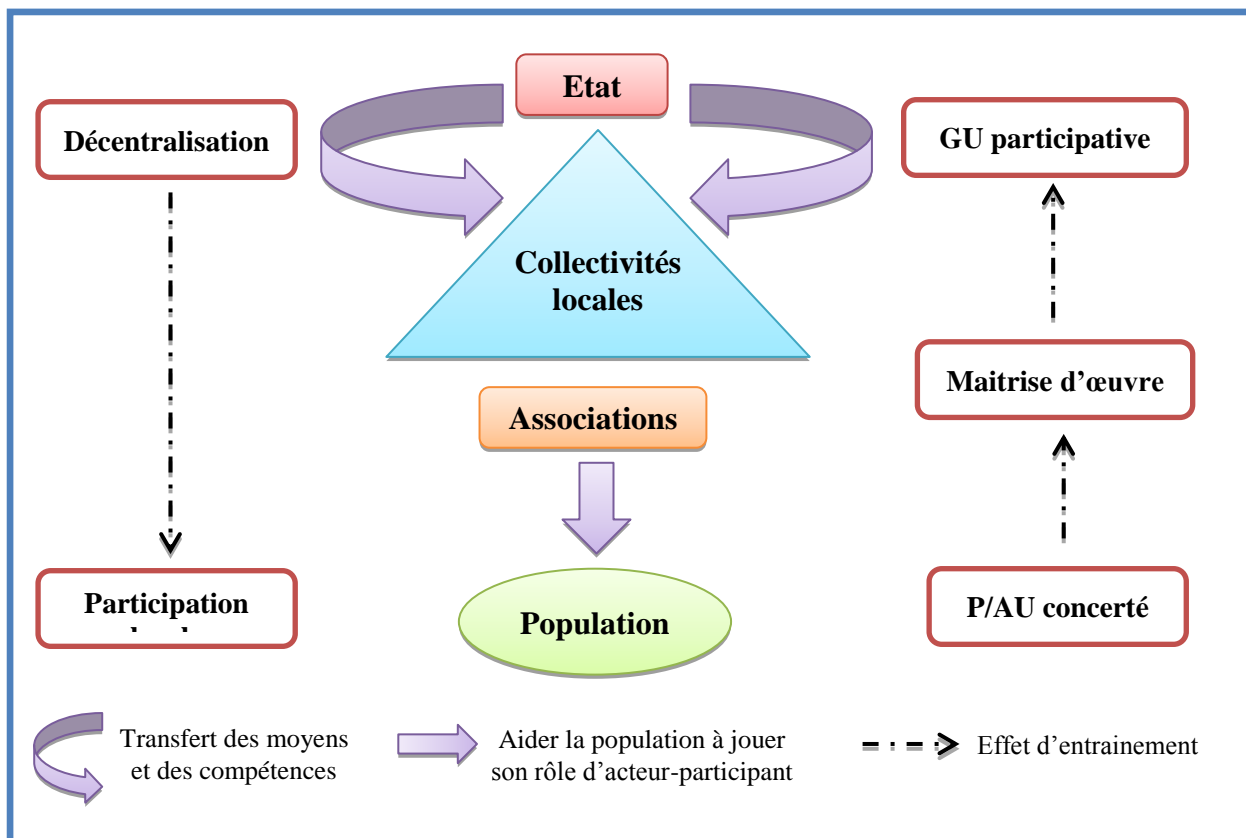 Etat
Décentralisation
GU participative
Collectivités
locales
Maitrise d’œuvre
Associations
Participation
P/AU concerté
Population
Transfert des moyens
et des compétences
Aider la population à jouer
son rôle d’acteur-participant
Effet d’entrainement